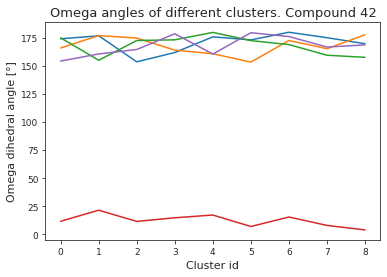 Omega angles of different clusters. Compound 42
Omega dihedral angle [°]
175
150
125
100
75
50
25
0
0 1 2 3 4 5 6 7 8
Cluster id